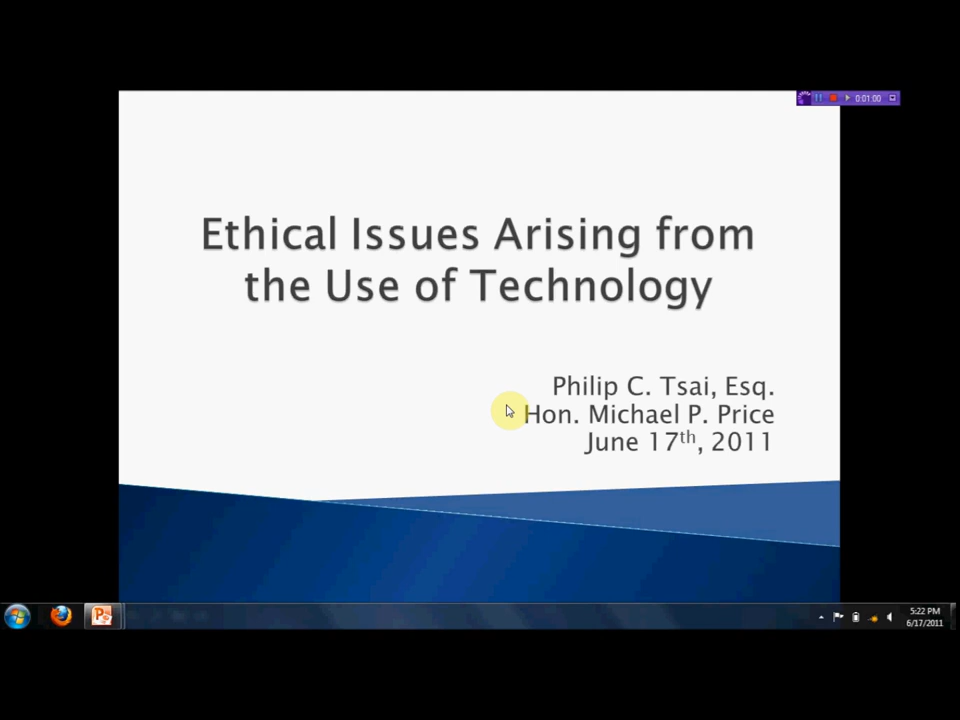 0:01:00
Ethical Issues Arising from
the Use of Technology
Philip C. Tsai, Esq.
Hon. Michael P. Price
June 17th, 2011
5:22 PM
6/17/2011